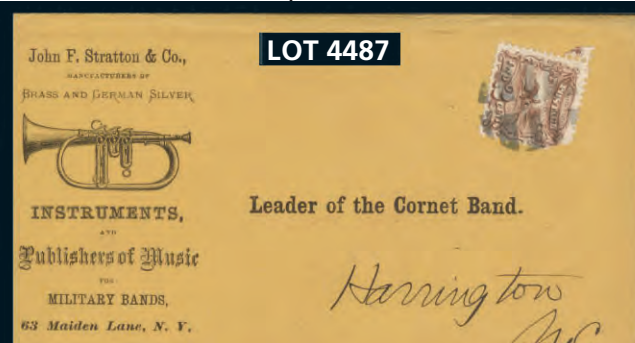 LOT 4487
John F. Stratton & Co.,
MANUFACTURERS OF
BRASS AND GERMAN SILVER
INSTRUMENTS,
AND
Publishers of Music
FOR
MILITARY BANDS,
63 Maiden Lane, N. Y.
Leader of the Cornet Band.
Harrington